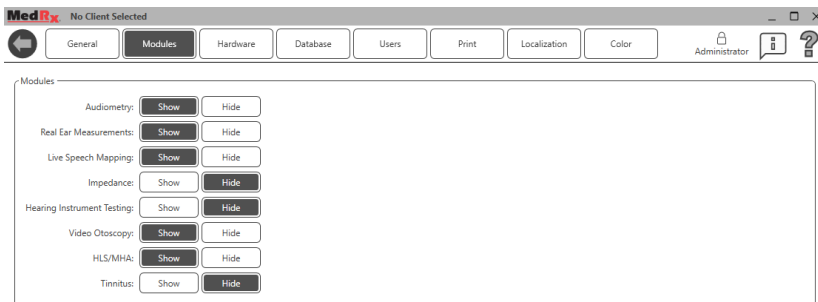 MedRx No Client Selected
General Modules Hardware Database Users Print Localization Color Administrator
Modules
Audiometry: Show Hide
Real Ear Measurements: Show Hide
Live Speech Mapping: Show Hide
Impedance: Show Hide
Hearing Instrument Testing: Show Hide
Video Otoscopy: Show Hide
HLS/MHA: Show Hide
Tinnitus: Show Hide